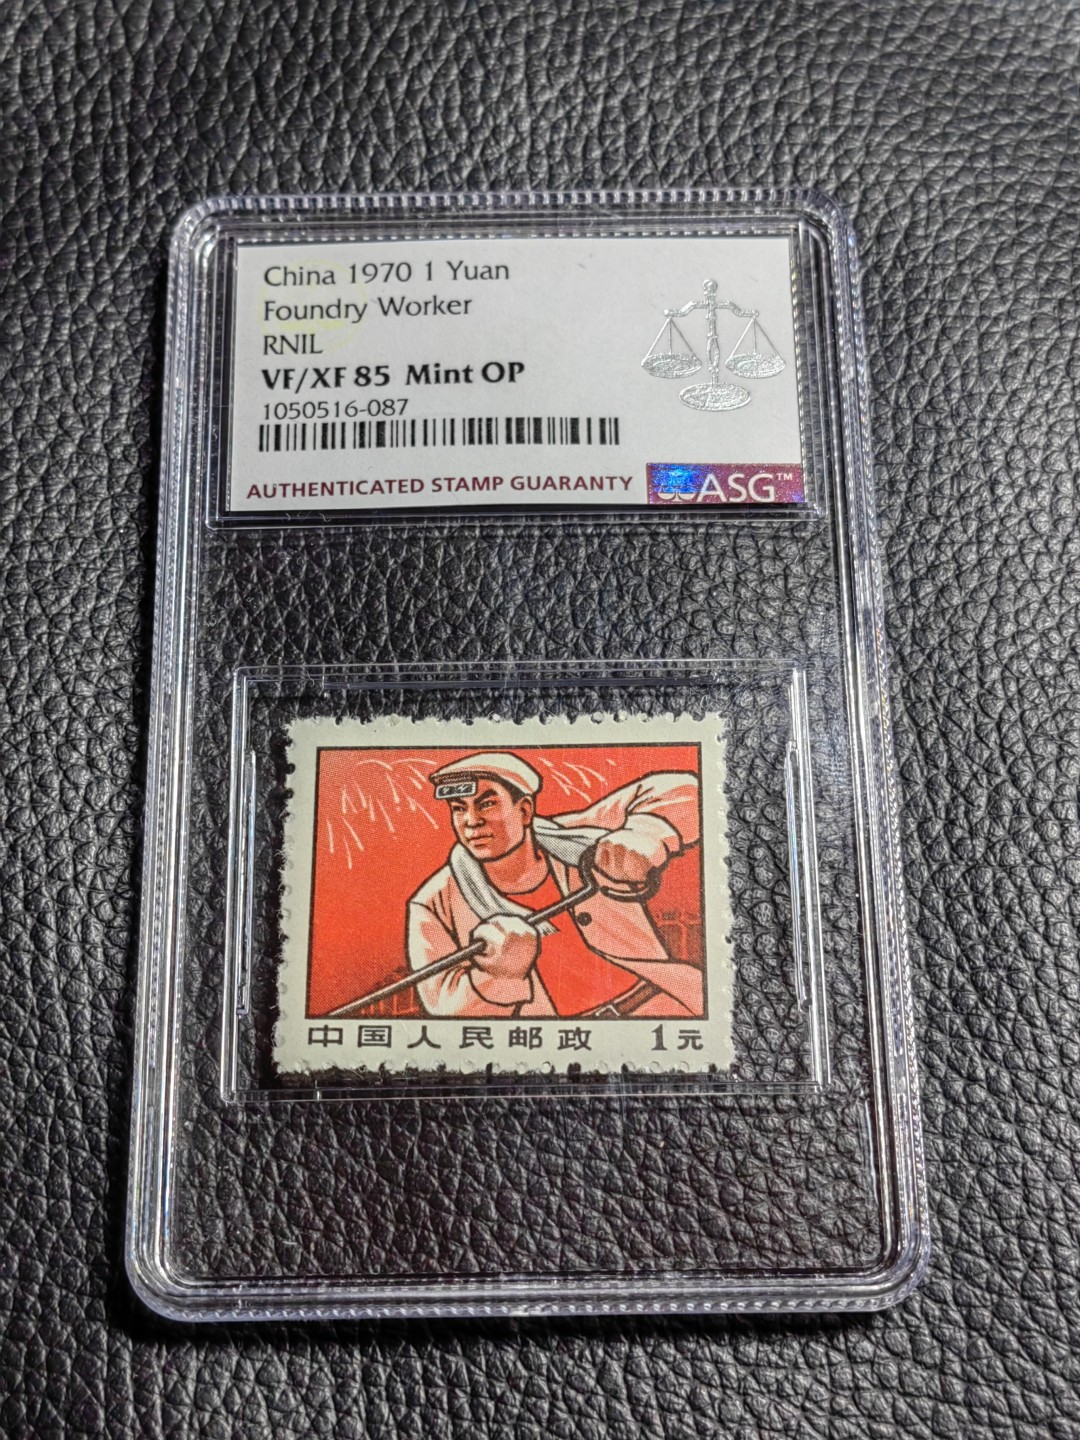 China 1970 1 Yuan
Foundry Worker
RNIL
VF/XF 85 Mint OP
1050516-087
AUTHENTICATED STAMP GUARANTY ASG™
中国人民邮政 1元